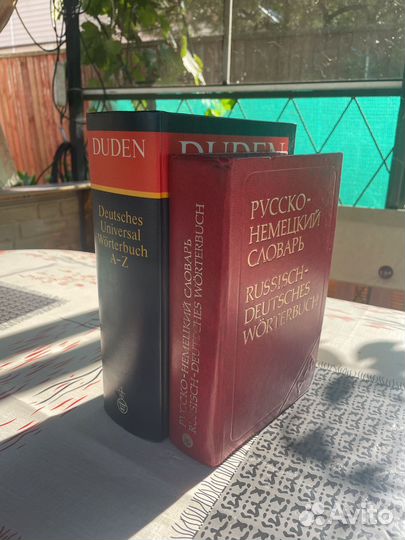 DUDEN
Deutsches
Universal
Wörterbuch
A-Z
DUDEN
РУССКО-НЕМЕЦКИЙ СЛОВАРЬ
RUSSISCH-DEUTSCHES WÖRTERBUCH
РУССКО-
НЕМЕЦКИЙ
СЛОВАРЬ
RUSSISCH-
DEUTSCHES
WÖRTERBUCH
Avito